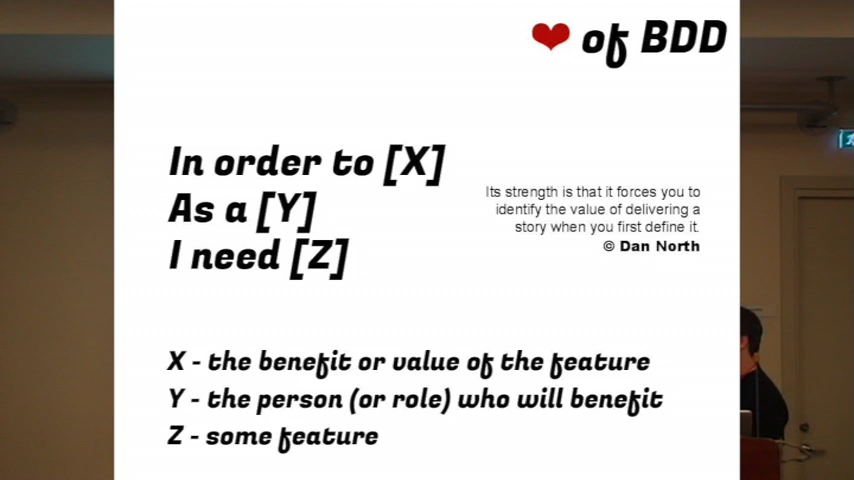 ❤ of BDD
In order to [X]
As a [Y]
I need [Z]
Its strength is that it forces you to
identify the value of delivering a
story when you first define it.
© Dan North
X - the benefit or value of the feature
Y - the person (or role) who will benefit
Z - some feature